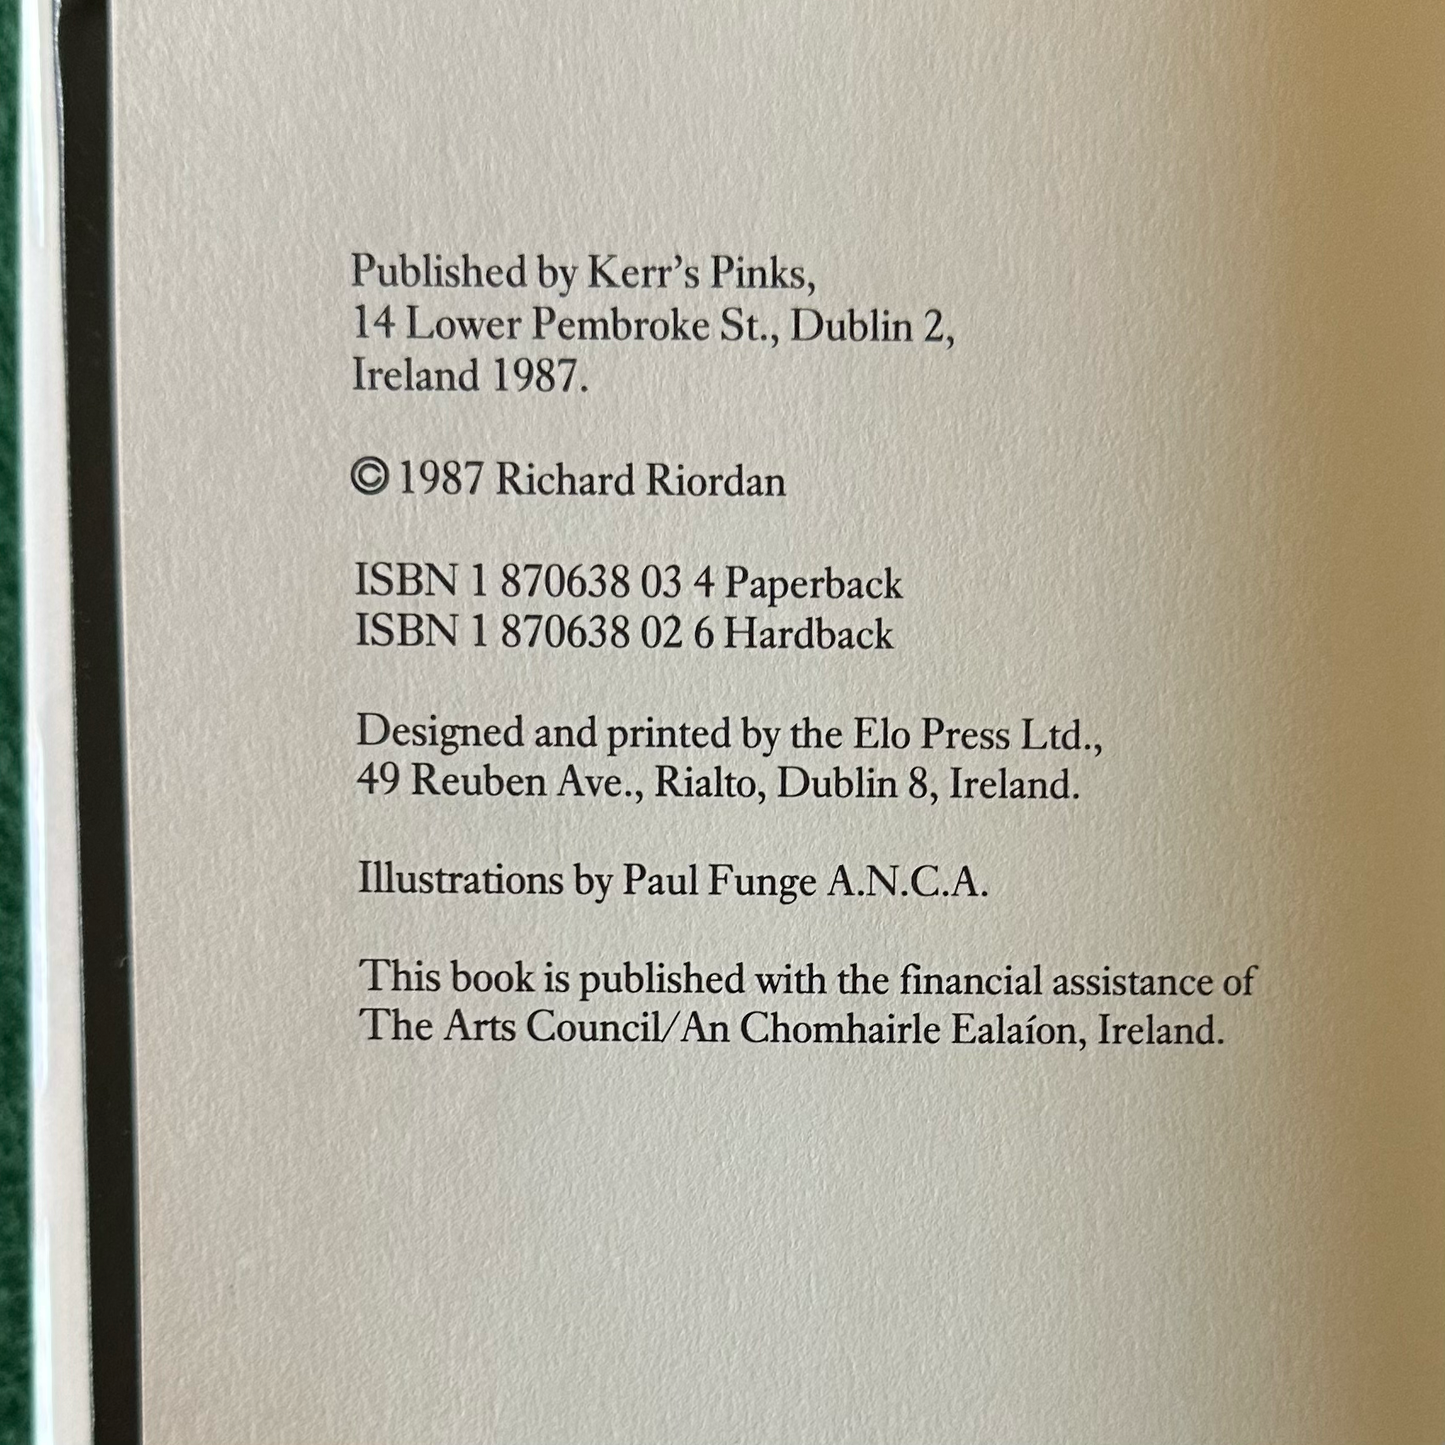 Published by Kerr’s Pinks,
14 Lower Pembroke St., Dublin 2,
Ireland 1987.
© 1987 Richard Riordan
ISBN 1 870638 03 4 Paperback
ISBN 1 870638 02 6 Hardback
Designed and printed by the Elo Press Ltd.,
49 Reuben Ave., Rialto, Dublin 8, Ireland.
Illustrations by Paul Funge A.N.C.A.
This book is published with the financial assistance of
The Arts Council/An Chomhairle Ealaíon, Ireland.